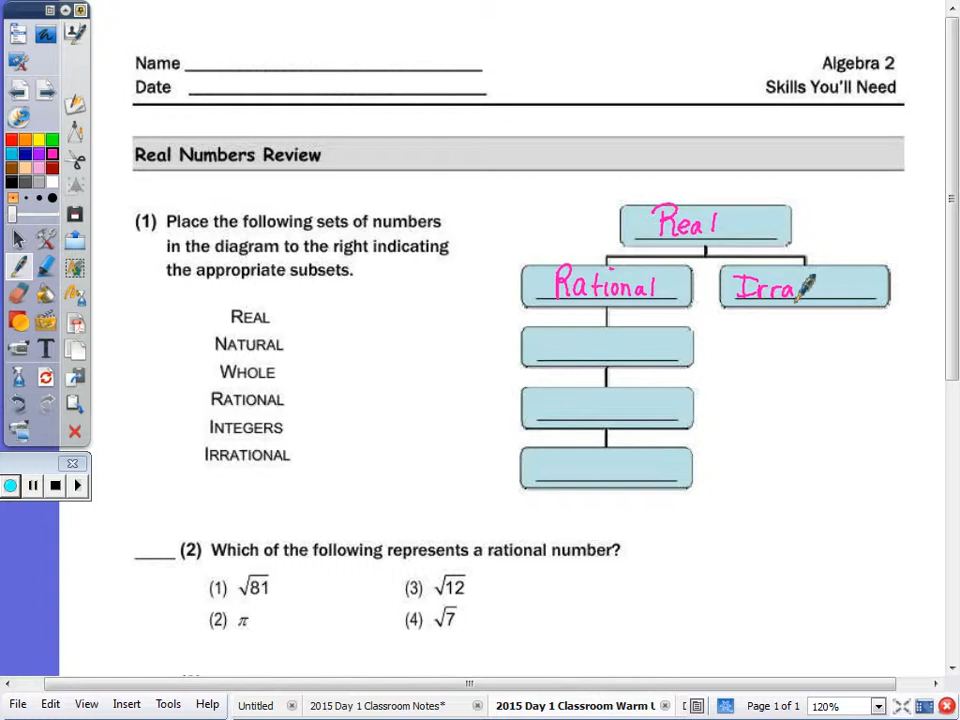 Name ____________________ Algebra 2
Date ____________________ Skills You'll Need
Real Numbers Review
(1) Place the following sets of numbers
in the diagram to the right indicating
the appropriate subsets.
REAL
NATURAL
WHOLE
RATIONAL
INTEGERS
IRRATIONAL
Real
Rational Irra
____ (2) Which of the following represents a rational number?
(1) √81 (3) √12
(2) π (4) √7
File Edit View Insert Tools Help Untitled 2015 Day 1 Classroom Notes* 2015 Day 1 Classroom Warm U Page 1 of 1 120%